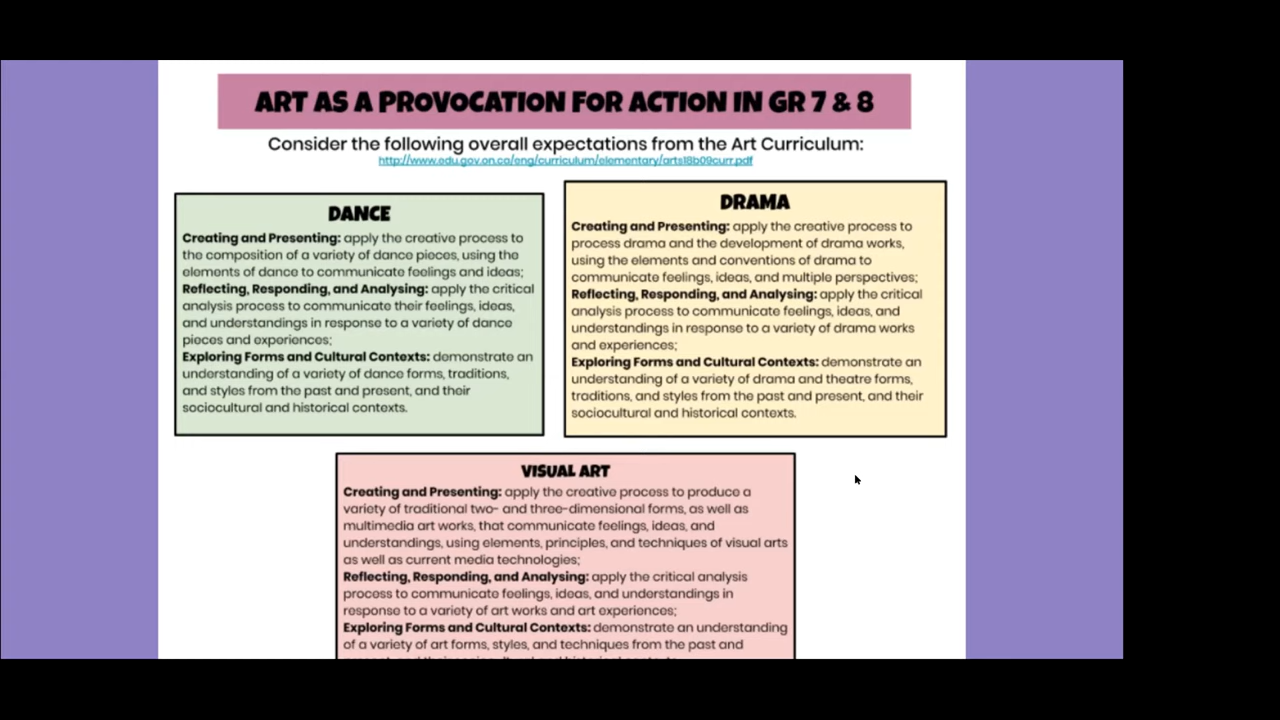 ART AS A PROVOCATION FOR ACTION IN GR 7 & 8
Consider the following overall expectations from the Art Curriculum:
http://www.edu.gov.on.ca/eng/curriculum/elementary/arts18b09curr.pdf
DANCE
Creating and Presenting: apply the creative process to
the composition of a variety of dance pieces, using the
elements of dance to communicate feelings and ideas;
Reflecting, Responding, and Analysing: apply the critical
analysis process to communicate their feelings, ideas,
and understandings in response to a variety of dance
pieces and experiences;
Exploring Forms and Cultural Contexts: demonstrate an
understanding of a variety of dance forms, traditions,
and styles from the past and present, and their
sociocultural and historical contexts.
DRAMA
Creating and Presenting: apply the creative process to
process drama and the development of drama works,
using the elements and conventions of drama to
communicate feelings, ideas, and multiple perspectives;
Reflecting, Responding, and Analysing: apply the critical
analysis process to communicate feelings, ideas, and
understandings in response to a variety of drama works
and experiences;
Exploring Forms and Cultural Contexts: demonstrate an
understanding of a variety of drama and theatre forms,
traditions, and styles from the past and present, and their
sociocultural and historical contexts.
VISUAL ART
Creating and Presenting: apply the creative process to produce a
variety of traditional two- and three-dimensional forms, as well as
multimedia art works, that communicate feelings, ideas, and
understandings, using elements, principles, and techniques of visual arts
as well as current media technologies;
Reflecting, Responding, and Analysing: apply the critical analysis
process to communicate feelings, ideas, and understandings in
response to a variety of art works and art experiences;
Exploring Forms and Cultural Contexts: demonstrate an understanding
of a variety of art forms, styles, and techniques from the past and